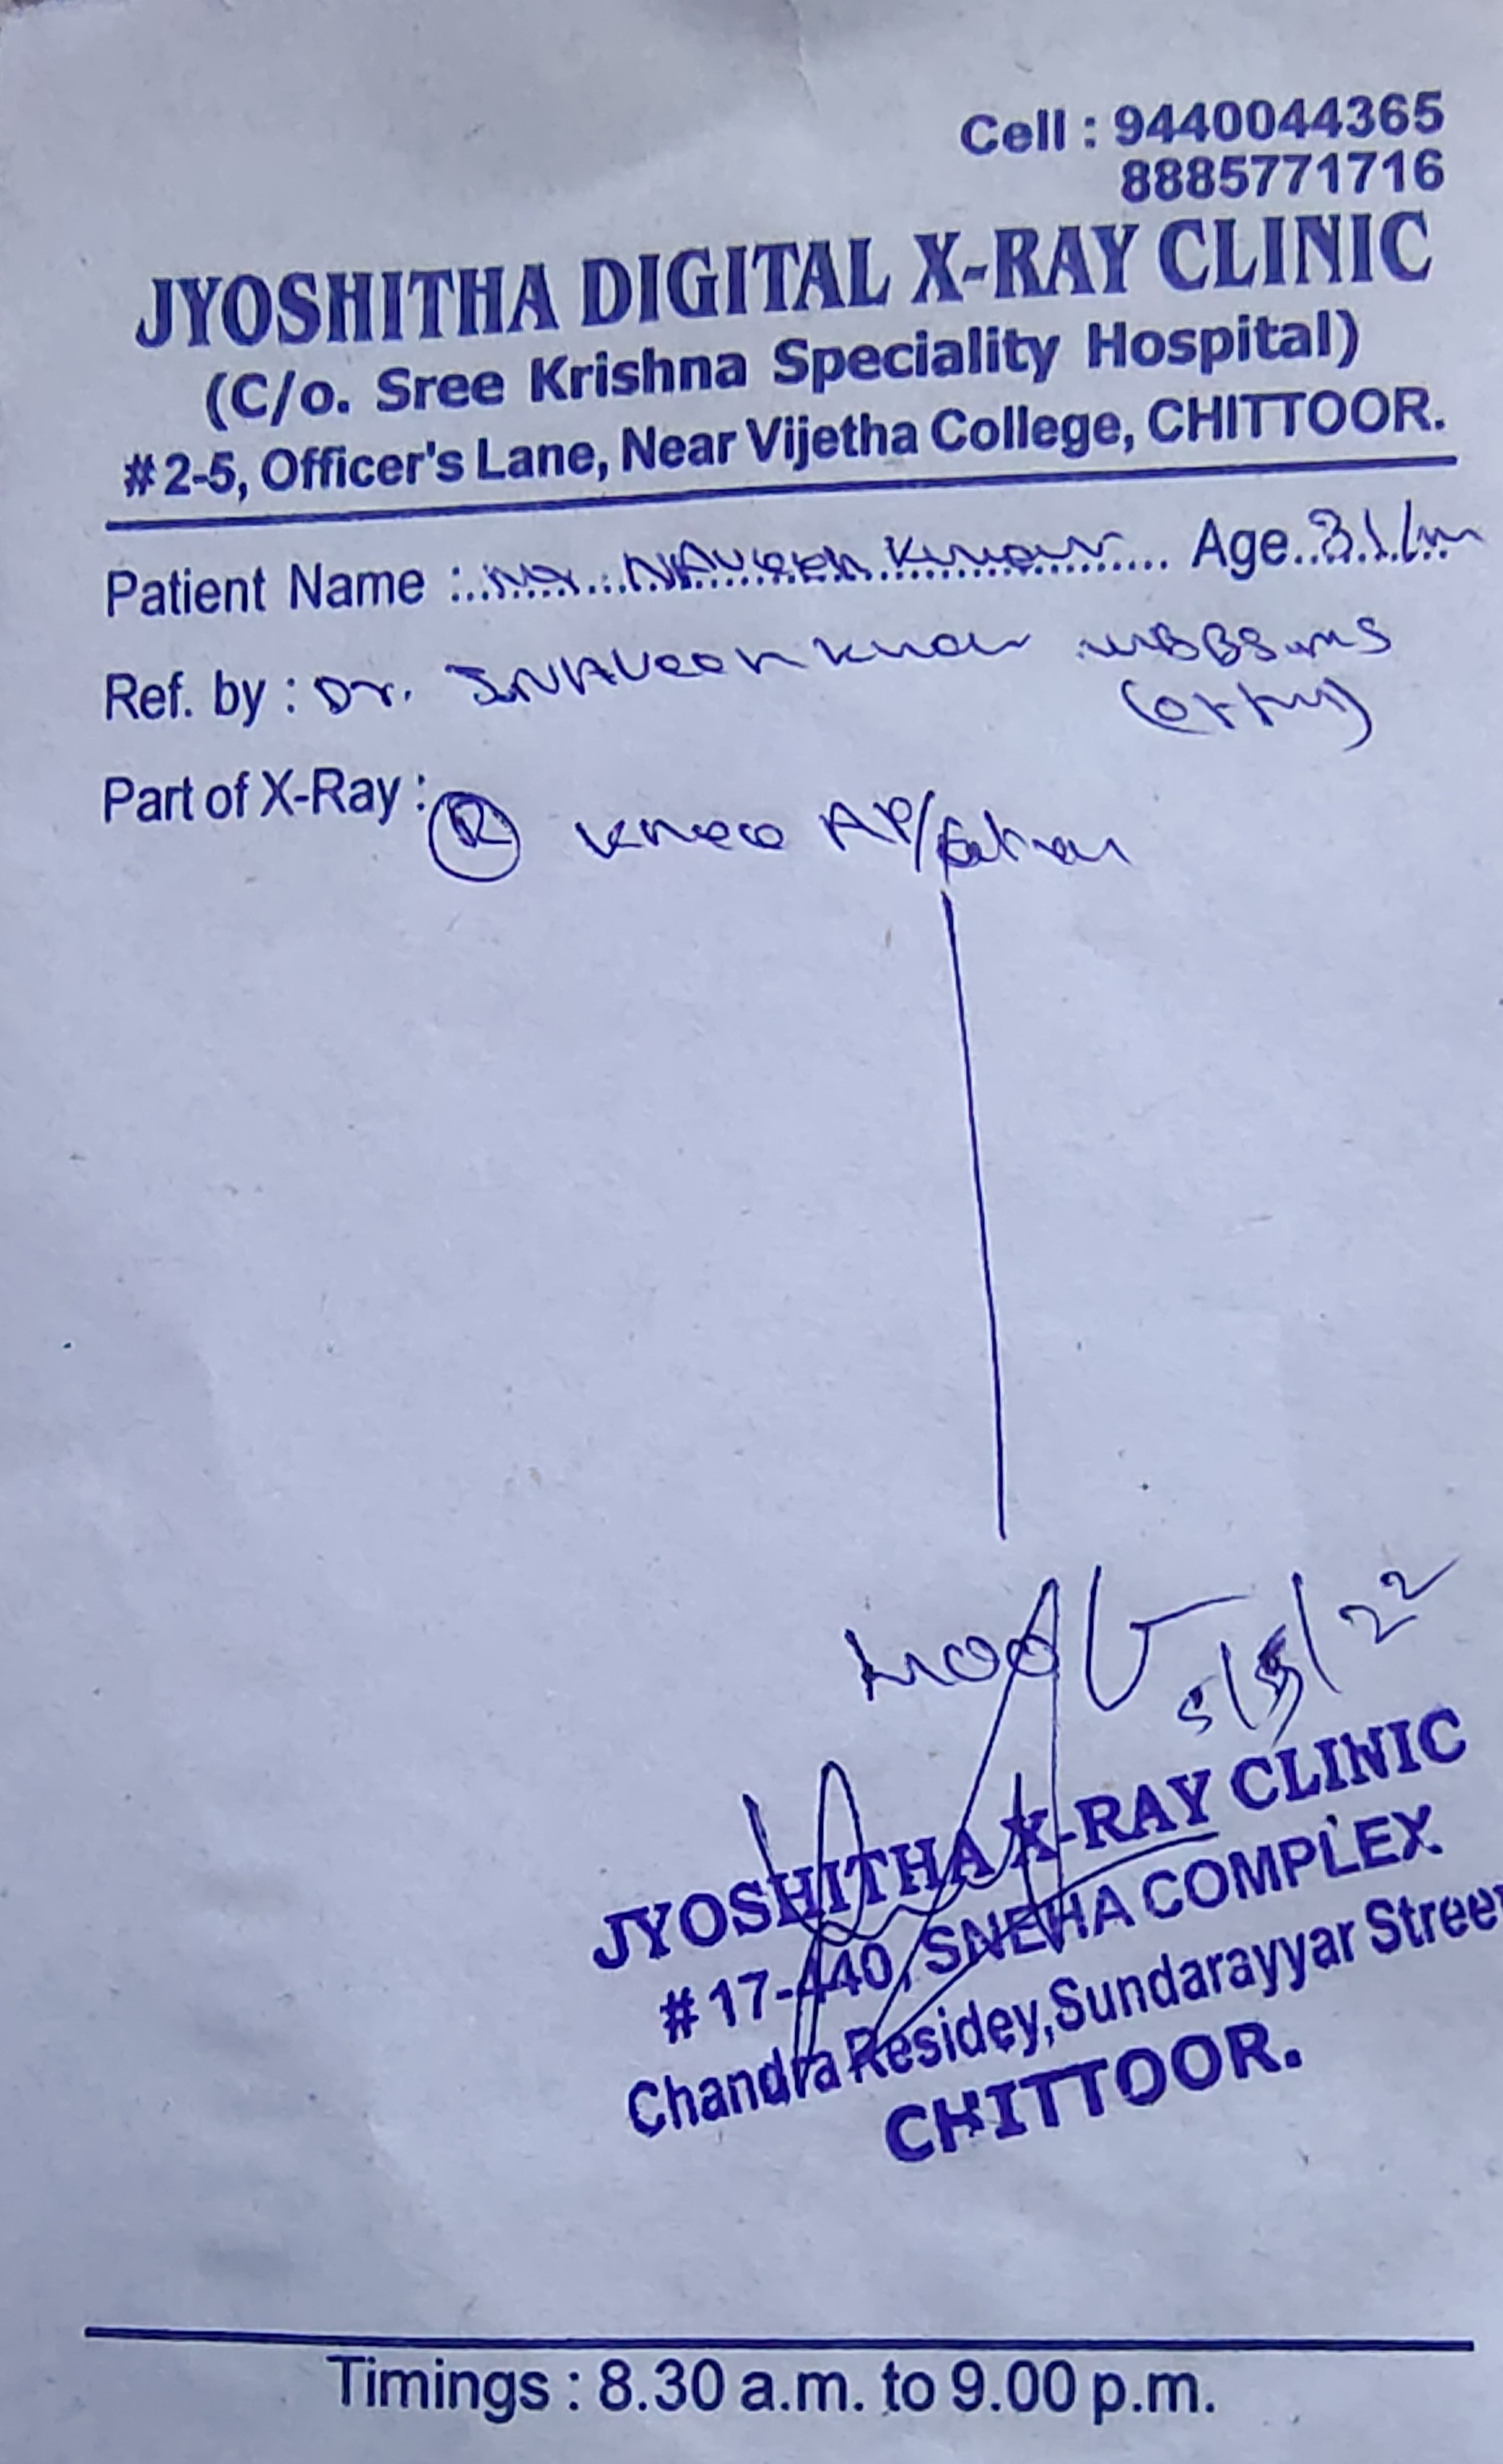 Cell : 9440044365
8885771716
JYOSHITHA DIGITAL X-RAY CLINIC
(C/o. Sree Krishna Speciality Hospital)
#2-5, Officer's Lane, Near Vijetha College, CHITTOOR.
Patient Name : Mr. NAveen Kumar Age 31/m
Ref. by : Dr. J.NAveen Kumar MBBS.MS
(ortho)
Part of X-Ray : R Knee AP/
5/5/22
JYOSHITHA X-RAY CLINIC
#17-440, SNEHA COMPLEX
Chandra Residey, Sundarayyar Street
CHITTOOR.
Timings : 8.30 a.m. to 9.00 p.m.